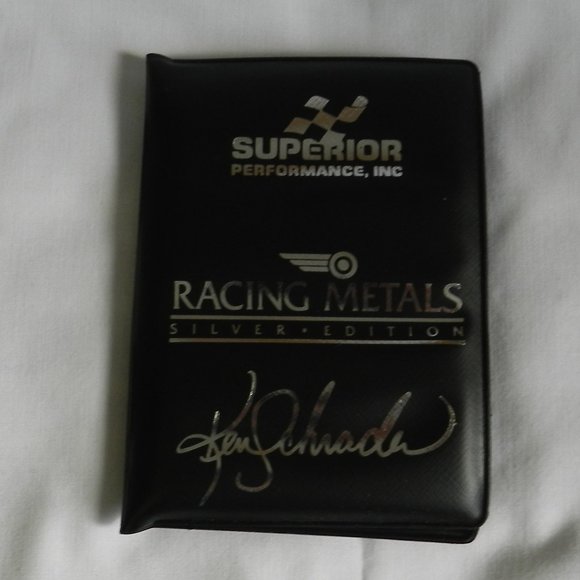 SUPERIOR
PERFORMANCE, INC
RACING METALS
SILVER • EDITION
Ken Schrader